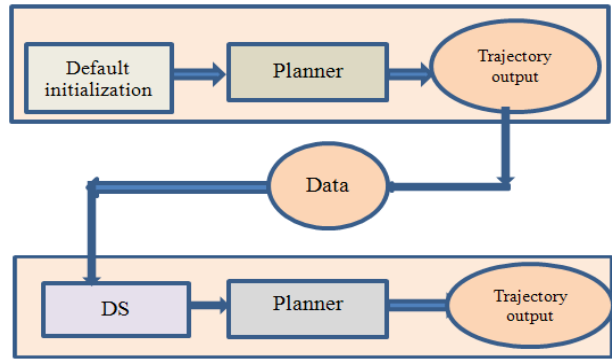 Default
initialization
Planner
Trajectory
output
Data
DS
Planner
Trajectory
output